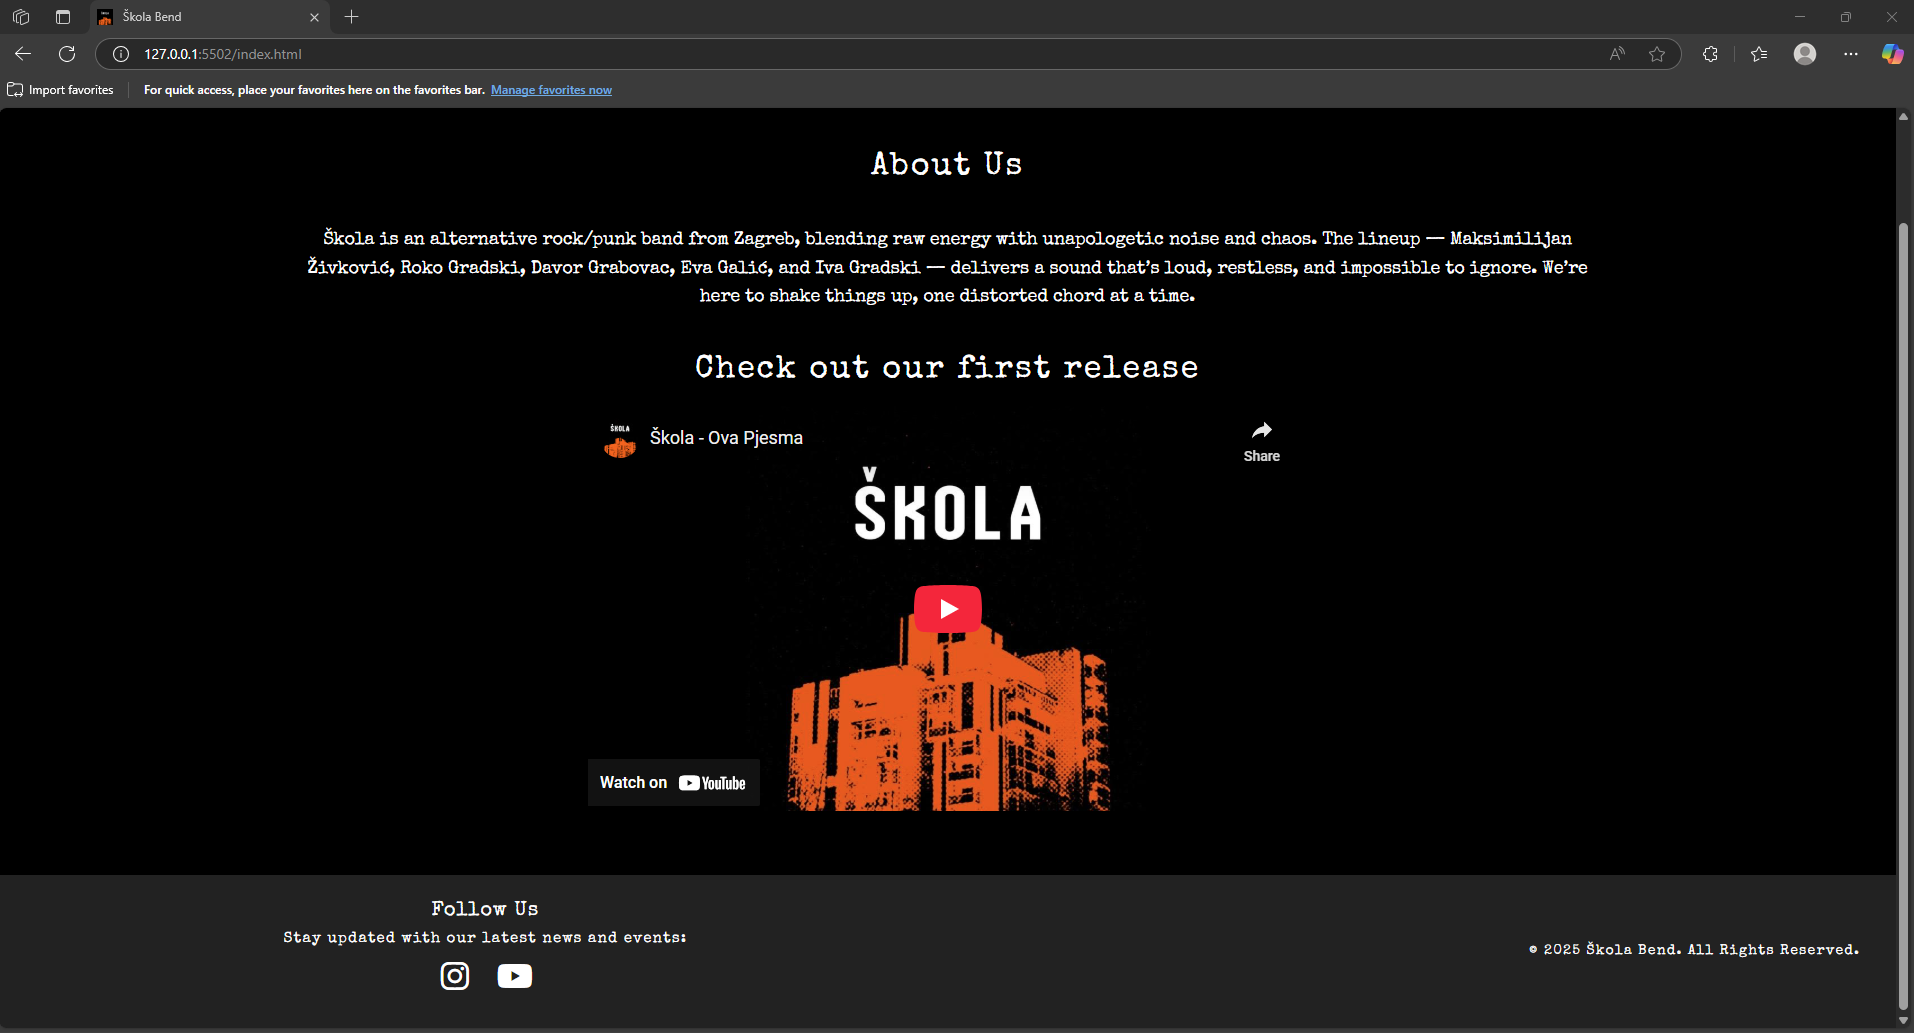 Škola Bend
127.0.0.1:5502/index.html
Import favorites
For quick access, place your favorites here on the favorites bar. Manage favorites now
About Us
Škola is an alternative rock/punk band from Zagreb, blending raw energy with unapologetic noise and chaos. The lineup — Maksimilijan
Živković, Roko Gradski, Davor Grabovac, Eva Galić, and Iva Gradski — delivers a sound that’s loud, restless, and impossible to ignore. We’re
here to shake things up, one distorted chord at a time.
Check out our first release
ŠKOLA
Škola - Ova Pjesma
Share
ŠKOLA
Watch on YouTube
Follow Us
Stay updated with our latest news and events:
© 2025 Škola Bend. All Rights Reserved.